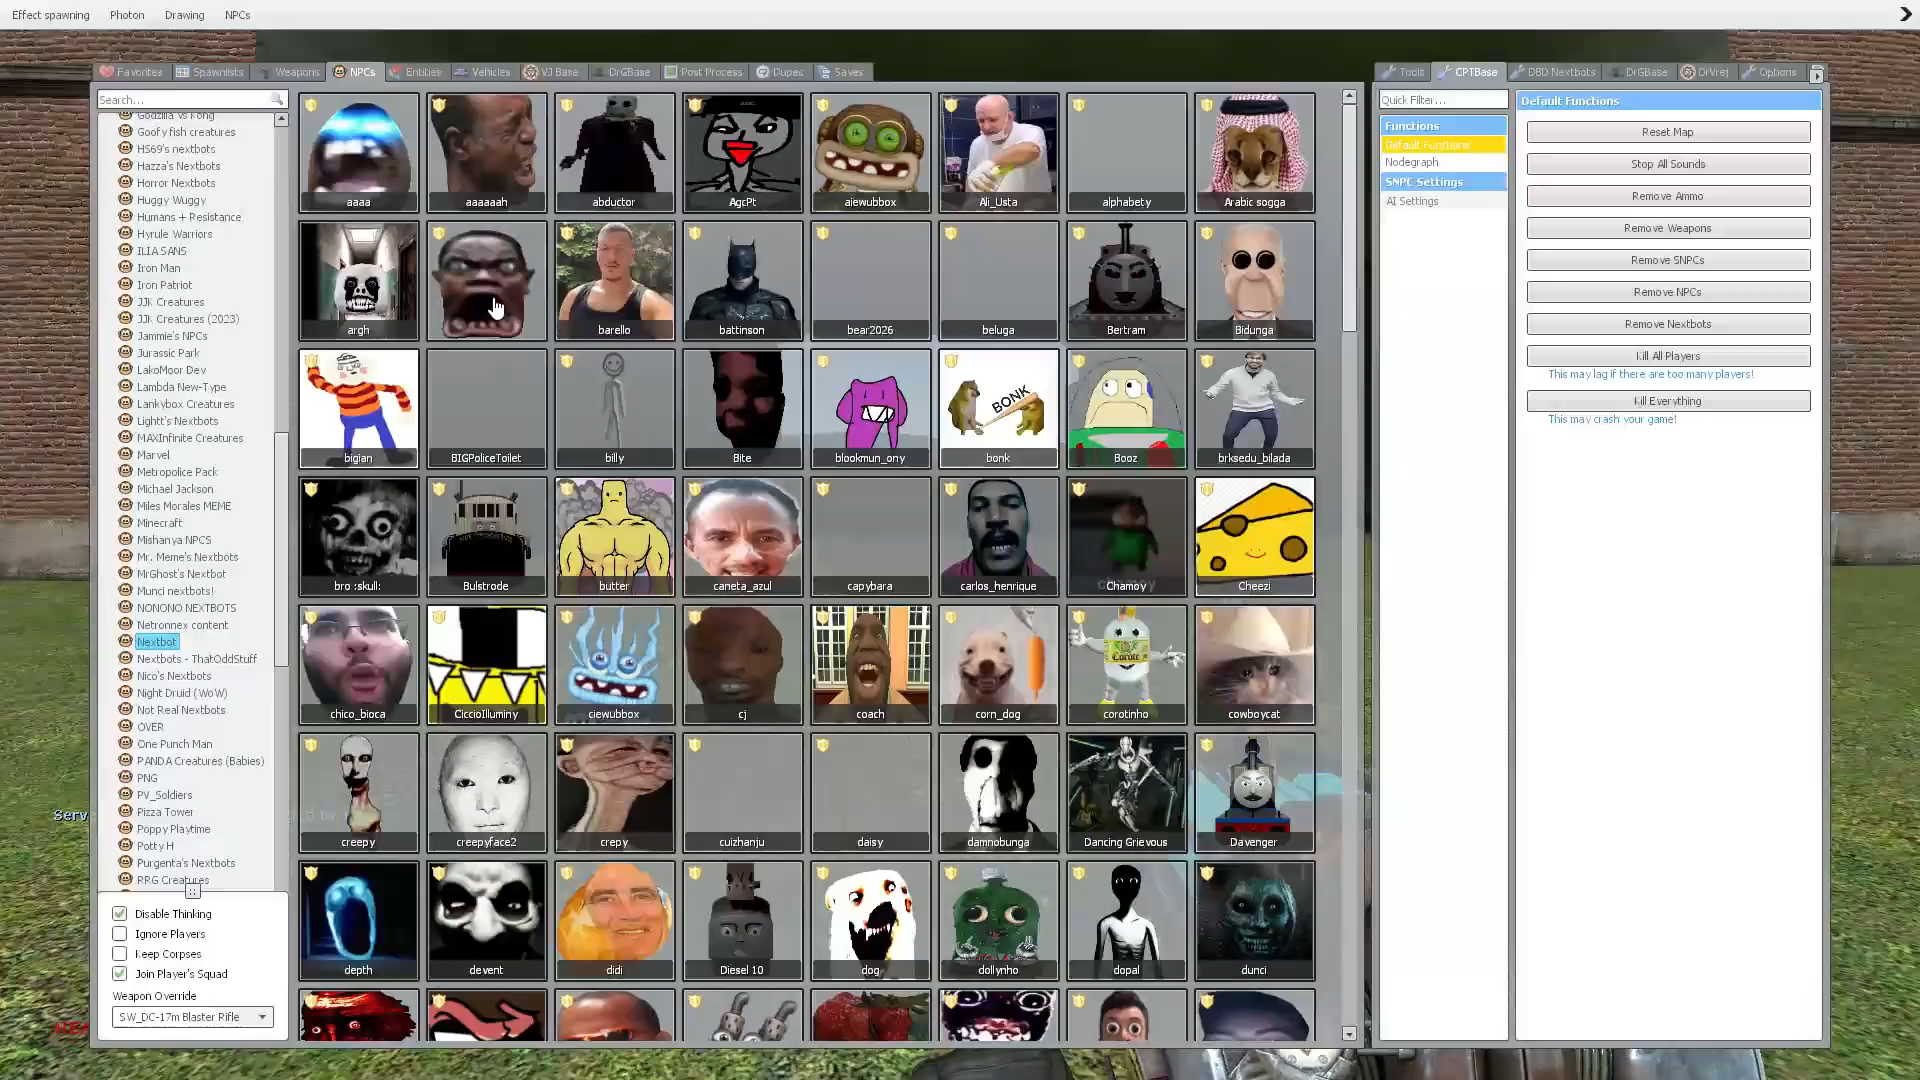 Effect spawning Photon Drawing NPCs
Favorites Spawnlists Weapons NPCs Entities Vehicles VJ Base DrGBase Post Process Dupes Saves
Tools CPTBase DBD Nextbots DrGBase DrVrej Options
Search...
Godzilla vs Kong
Goofy fish creatures
HS69's nextbots
Hazza's Nextbots
Horror Nextbots
Huggy Wuggy
Humans + Resistance
Hyrule Warriors
ILIA SANS
Iron Man
Iron Patriot
JJK Creatures
JJK Creatures (2023)
Jammie's NPCs
Jurassic Park
LakoMoor Dev
Lambda New-Type
Lankybox Creatures
Lightt's Nextbots
MAXInfinite Creatures
Marvel
Metropolice Pack
Michael Jackson
Miles Morales MEME
Minecraft
Mishanya NPCS
Mr. Meme's Nextbots
MrGhost's Nextbot
Munci nextbots!
NONONO NEXTBOTS
Netronnex content
Nextbot
Nextbots - ThatOddStuff
Nico's Nextbots
Night Druid (WoW)
Not Real Nextbots
OVER
One Punch Man
PANDA Creatures (Babies)
PNG
PV_Soldiers
Pizza Tower
Poppy Playtime
Potty H
Purgenta's Nextbots
RRG Creatures
Disable Thinking
Ignore Players
Keep Corpses
Join Player's Squad
Weapon Override
SW_DC-17m Blaster Rifle
aaaa aaaaaah abductor AgcPt aiewubbox Ali_Usta alphabety Arabic sogga
argh barello battinson bear2026 beluga Bertram Bidunga
BONK
bigian BIGPoliceToilet billy Bite blookmun_ony bonk Booz brksedu_bilada
bro :skull: Bulstrode butter caneta_azul capybara carlos_henrique Chamoy Cheezi
Corote
chico_bioca CiccioIlluminy ciewubbox cj coach corn_dog corotinho cowboycat
creepy creepyface2 crepy cuizhanju daisy damnobunga Dancing Grievous Davenger
depth devent didi Diesel 10 dog dollynho dopal dunci
Serv
Quick Filter...
Functions
Default Functions
Nodegraph
SNPC Settings
AI Settings
Default Functions
Reset Map
Stop All Sounds
Remove Ammo
Remove Weapons
Remove SNPCs
Remove NPCs
Remove Nextbots
Kill All Players
This may lag if there are too many players!
Kill Everything
This may crash your game!